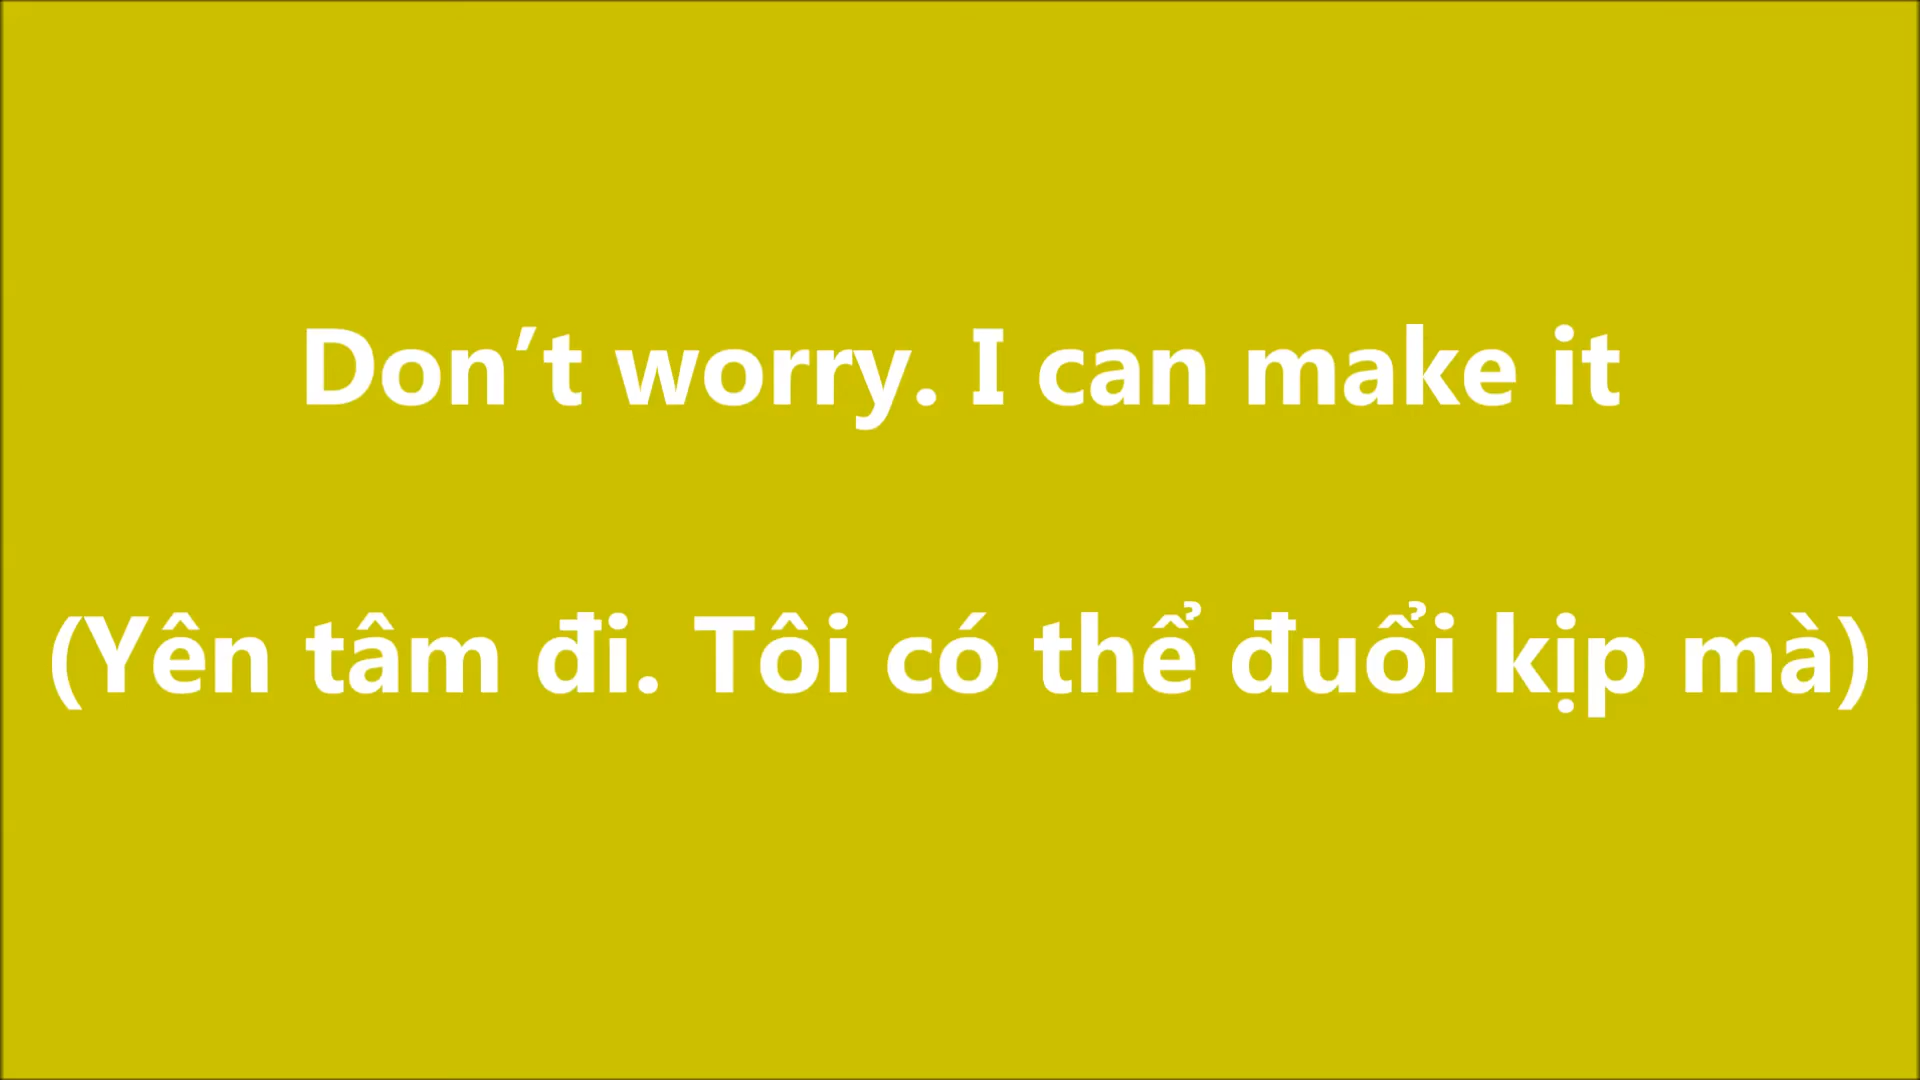 Don’t worry. I can make it
(Yên tâm đi. Tôi có thể đuổi kịp mà)